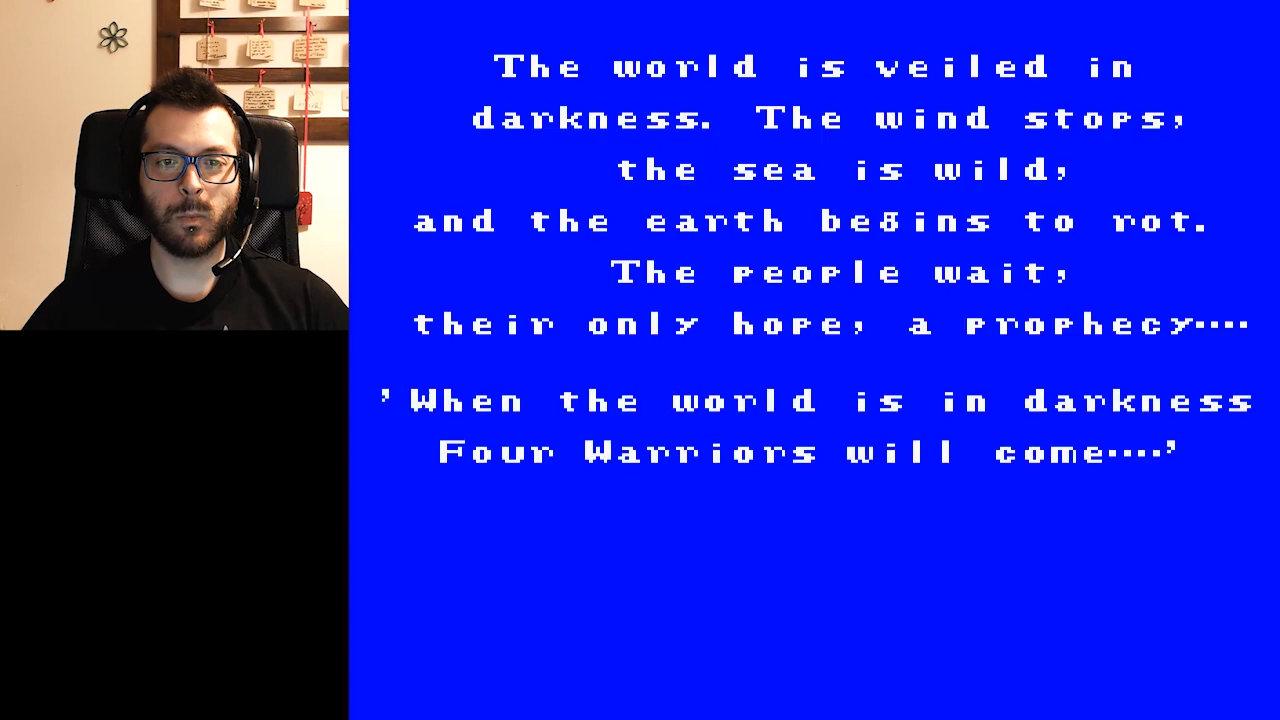 The world is veiled in
darkness. The wind stops,
the sea is wild,
and the earth begins to rot.
The people wait,
their only hope, a prophecy....
'When the world is in darkness
Four Warriors will come....'